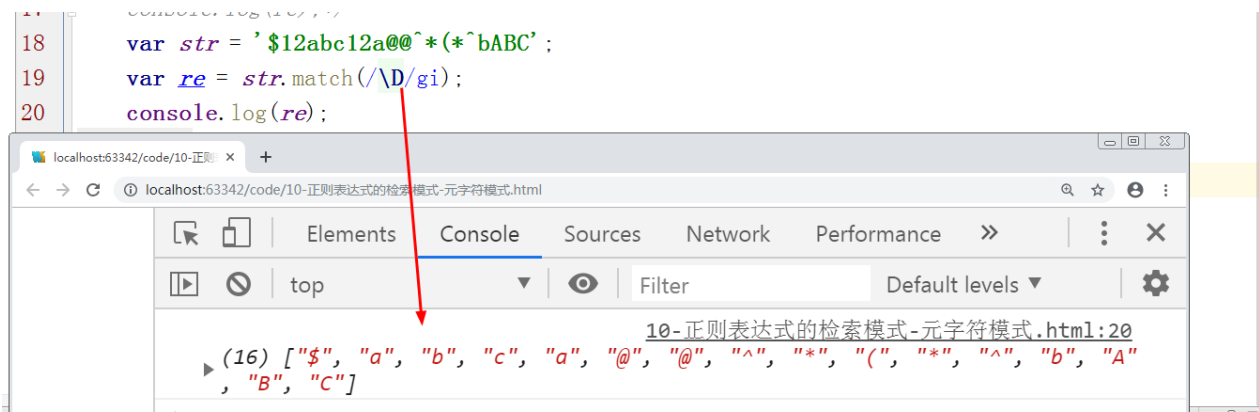 18 var str = '$12abc12a@@^*(*^bABC';
19 var re = str.match(/\D/gi);
20 console.log(re);
localhost:63342/code/10-正则
localhost:63342/code/10-正则表达式的检索模式-元字符模式.html
Elements Console Sources Network Performance
top Filter Default levels
10-正则表达式的检索模式-元字符模式.html:20
(16) ["$", "a", "b", "c", "a", "@", "@", "^", "*", "(", "*", "^", "b", "A"
, "B", "C"]